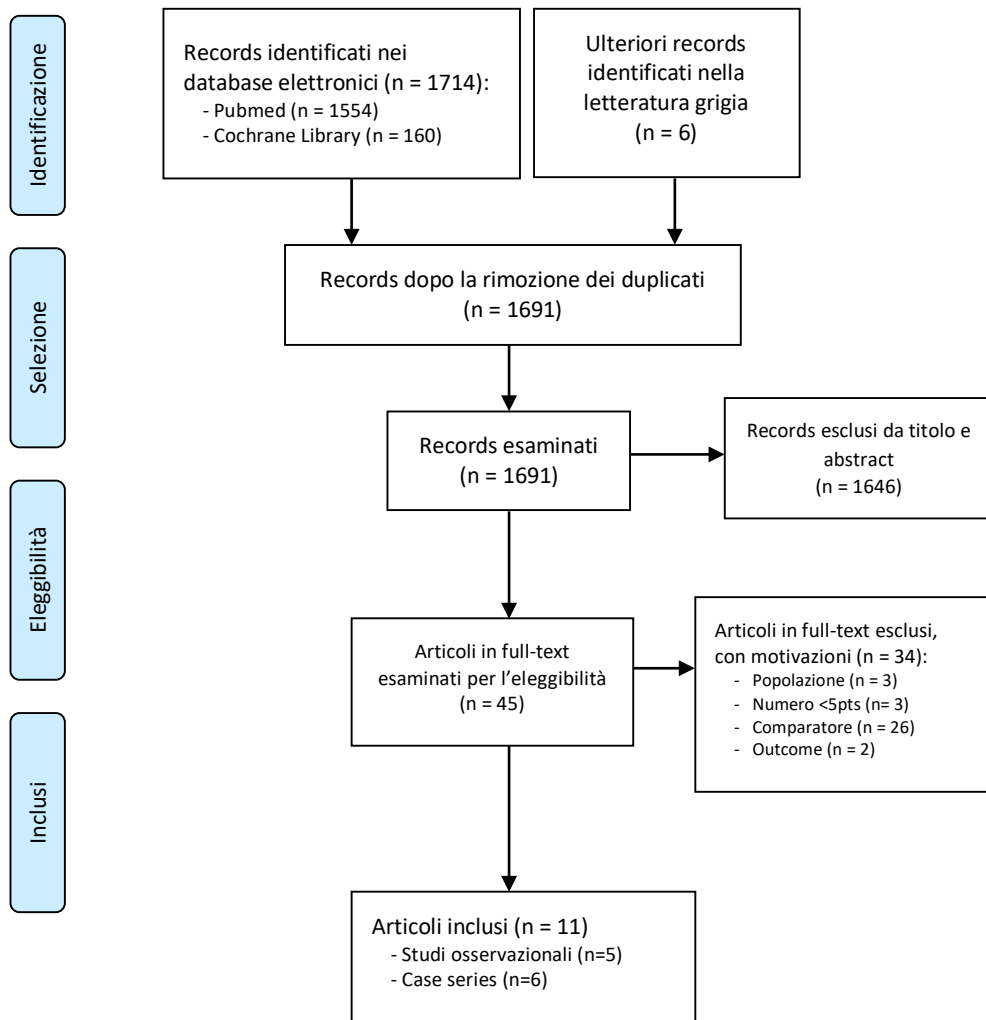 Identificazione
Records identificati nei
database elettronici (n = 1714):
- Pubmed (n = 1554)
- Cochrane Library (n = 160)
Ulteriori records
identificati nella
letteratura grigia
(n = 6)
Selezione
Records dopo la rimozione dei duplicati
(n = 1691)
Records esaminati
(n = 1691)
Records esclusi da titolo e
abstract
(n = 1646)
Eleggibilità
Articoli in full-text
esaminati per l'eleggibilità
(n = 45)
Articoli in full-text esclusi,
con motivazioni (n = 34):
- Popolazione (n = 3)
- Numero <5pts (n= 3)
- Comparatore (n = 26)
- Outcome (n = 2)
Inclusi
Articoli inclusi (n = 11)
- Studi osservazionali (n=5)
- Case series (n=6)